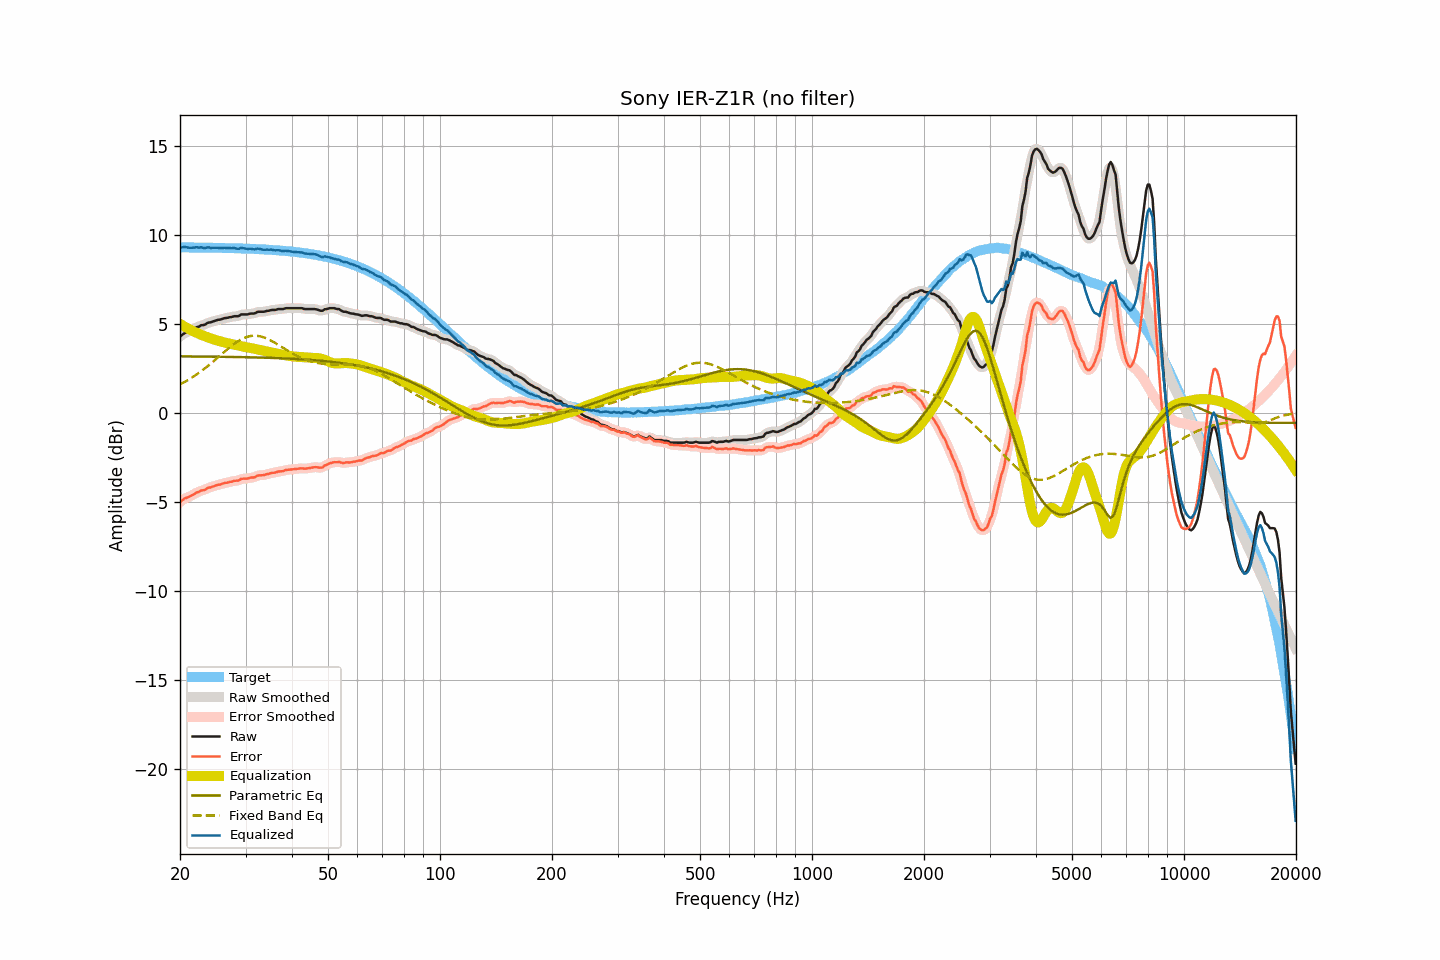 Sony IER-Z1R (no filter)
15
10
5
0
−5
−10
−15
−20
Amplitude (dBr)
Target
Raw Smoothed
Error Smoothed
Raw
Error
Equalization
Parametric Eq
Fixed Band Eq
Equalized
20 50 100 200 500 1000 2000 5000 10000 20000
Frequency (Hz)